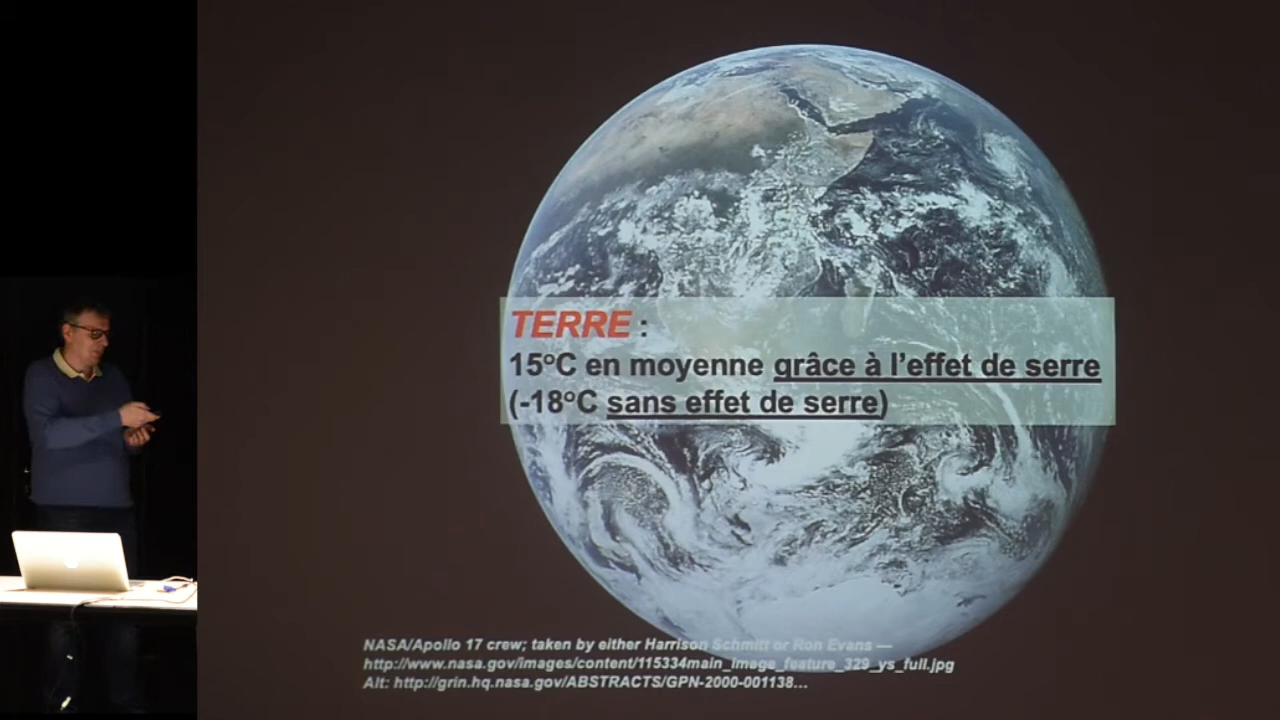 TERRE :
15°C en moyenne grâce à l'effet de serre
(-18°C sans effet de serre)
NASA/Apollo 17 crew; taken by either Harrison Schmitt or Ron Evans —
http://www.nasa.gov/images/content/115334main_image_feature_329_ys_full.jpg
Alt: http://grin.hq.nasa.gov/ABSTRACTS/GPN-2000-001138...